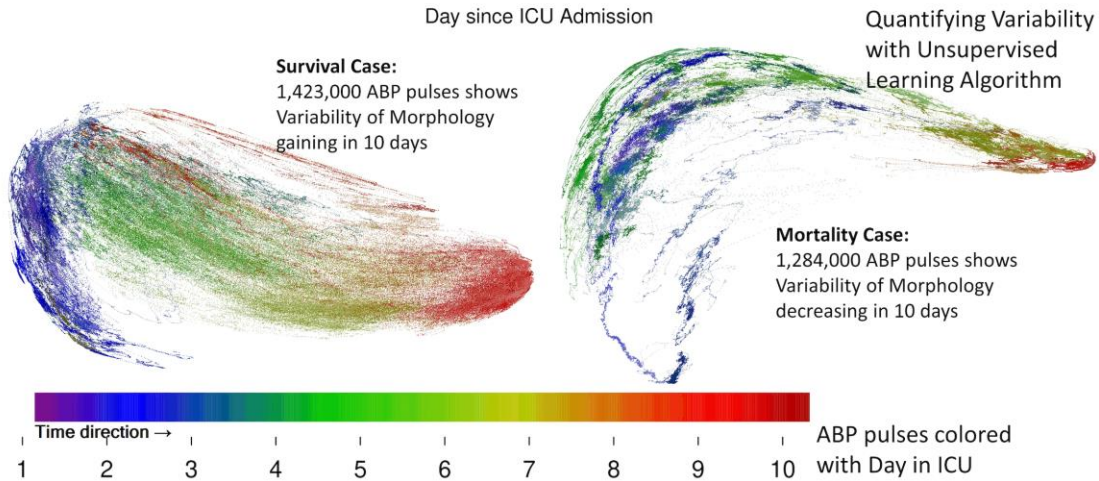 Day since ICU Admission
Quantifying Variability
with Unsupervised
Learning Algorithm
Survival Case:
1,423,000 ABP pulses shows
Variability of Morphology
gaining in 10 days
Mortality Case:
1,284,000 ABP pulses shows
Variability of Morphology
decreasing in 10 days
Time direction →
1 2 3 4 5 6 7 8 9 10
ABP pulses colored
with Day in ICU